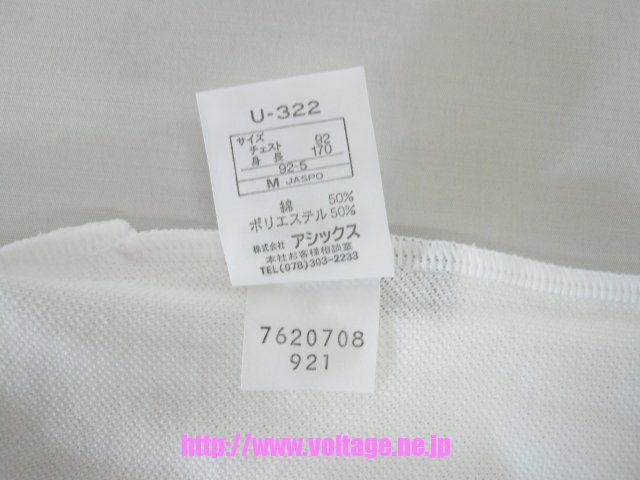 U-322
サイズ
チェスト 92
身長 170
92-5
M JASPO
綿 50%
ポリエステル 50%
株式会社 アシックス
本社お客様相談室
TEL(078)303-2233
7620708
921
http://www.voltage.ne.jp